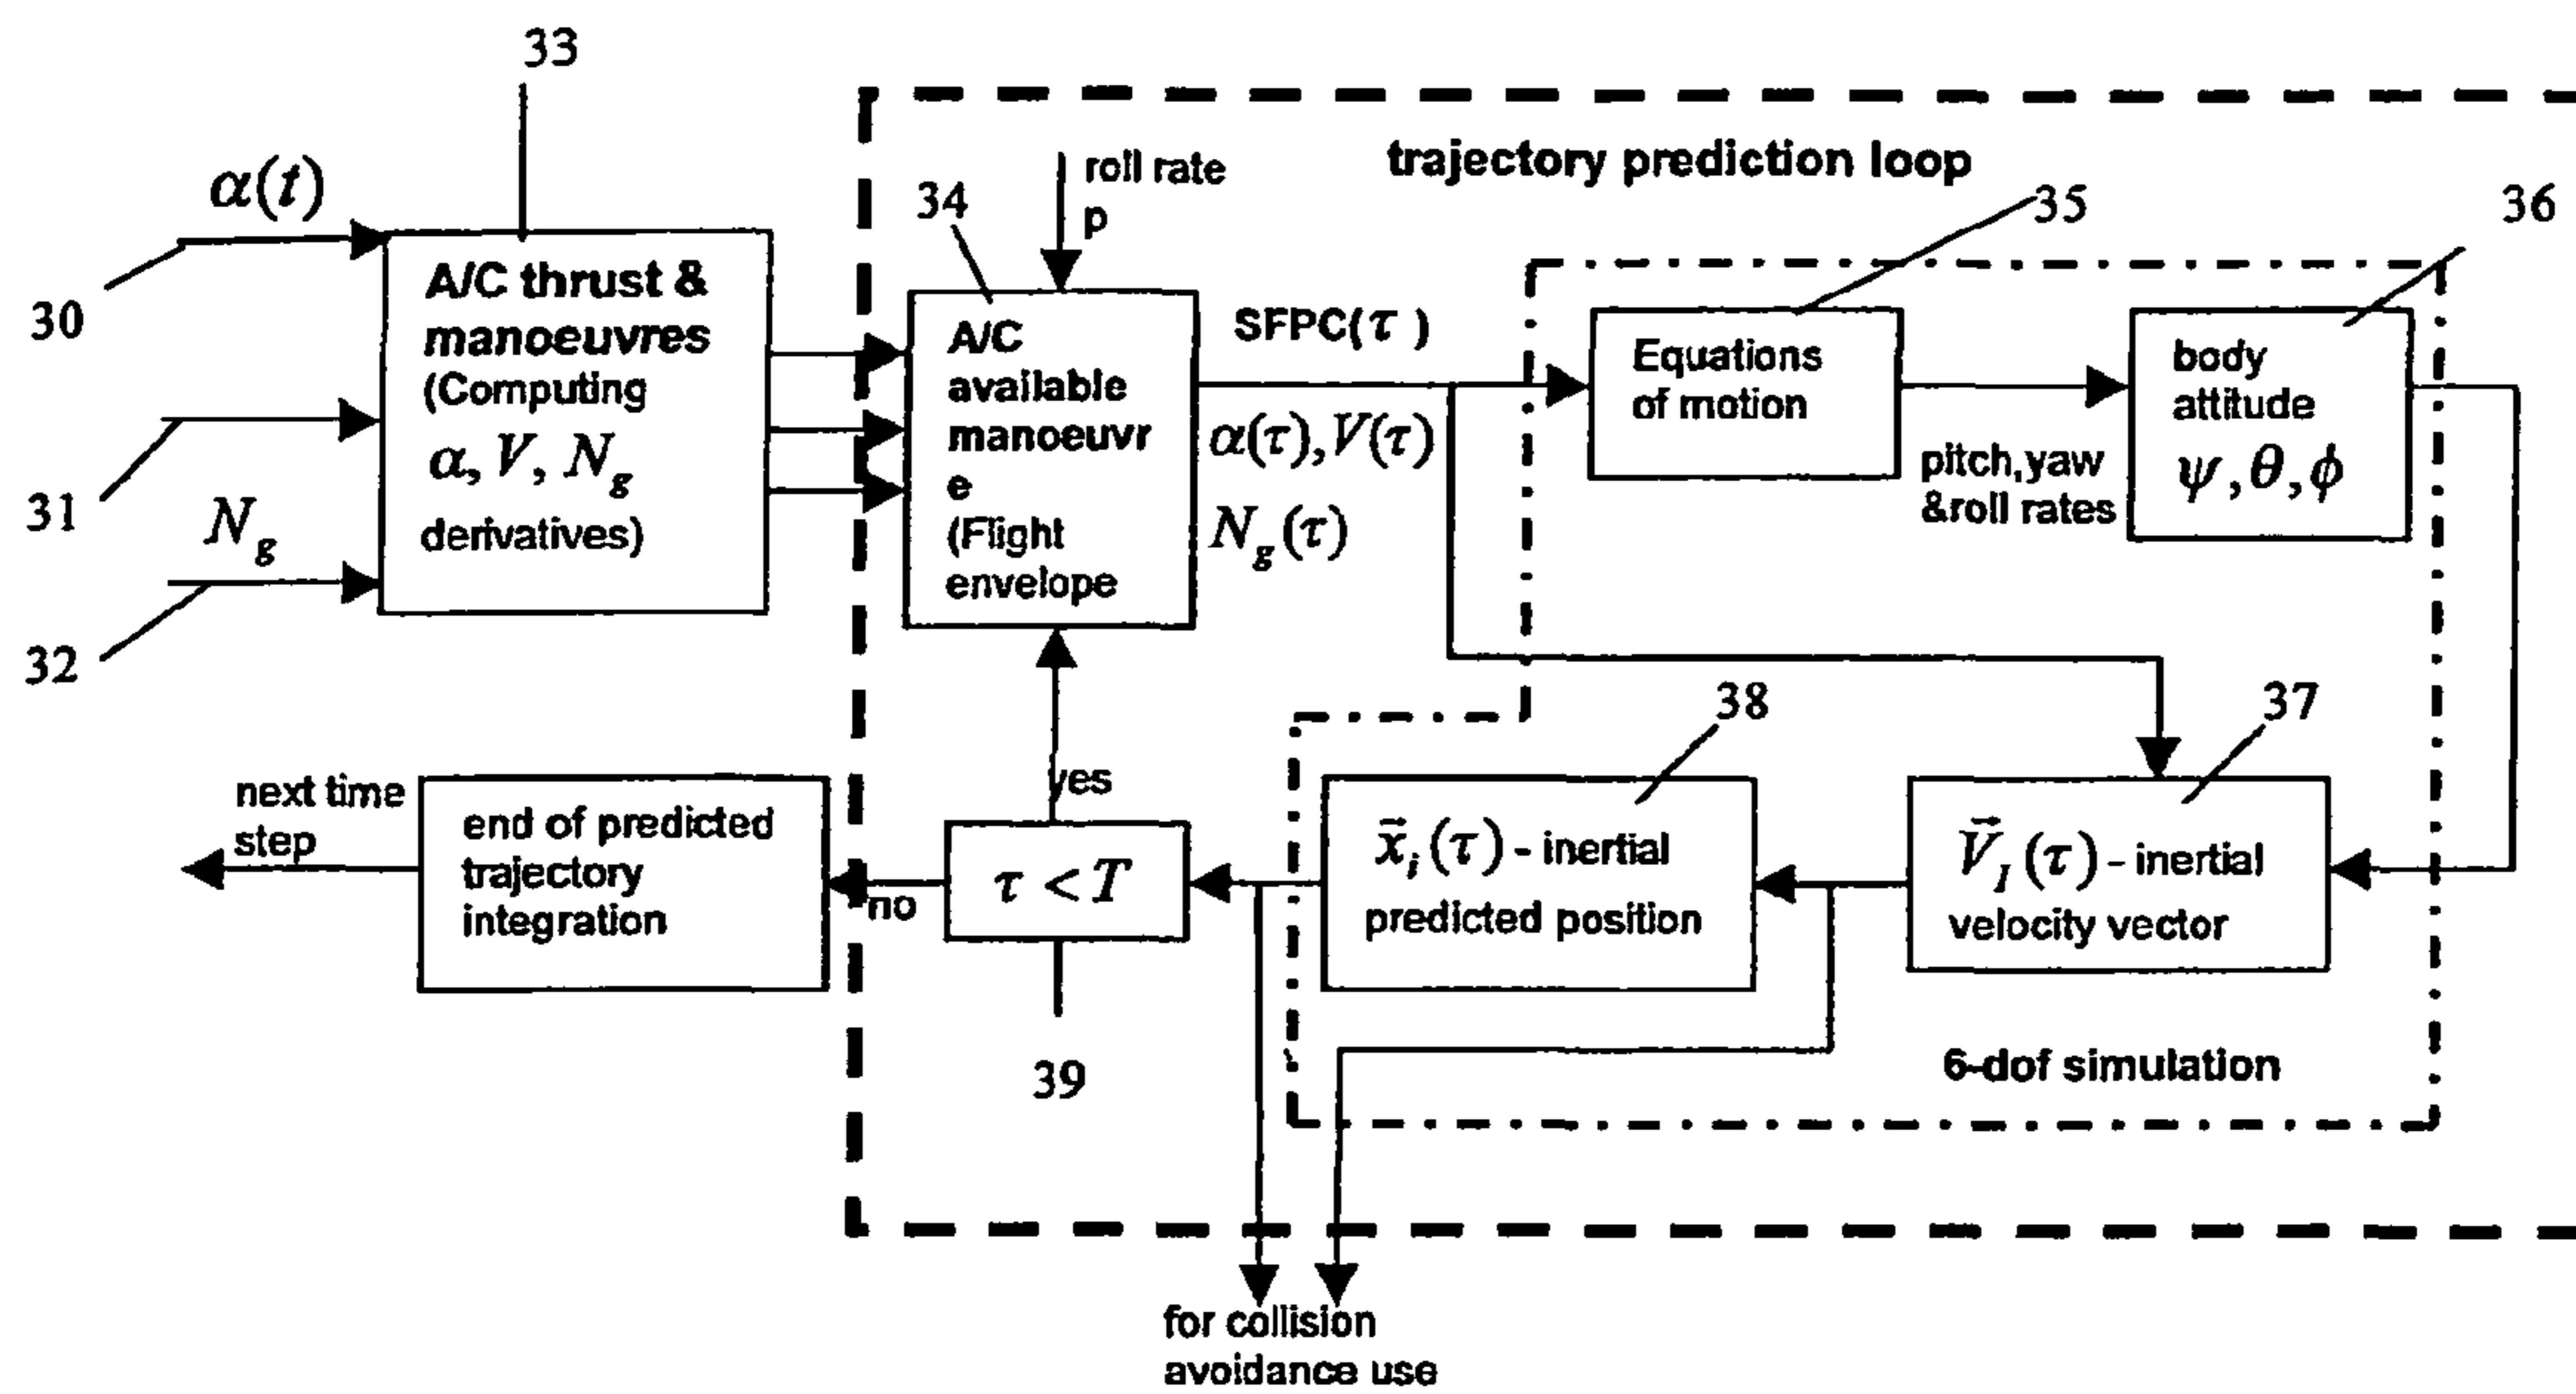 33
α(t)
30
31
N_g
32
A/C thrust &
manoeuvres
(Computing
α, V, N_g
derivatives)
trajectory prediction loop
roll rate
p
34
A/C
available
manoeuvr
e
(Flight
envelope
SFPC(τ)
α(τ), V(τ)
N_g(τ)
35
Equations
of motion
pitch,yaw
&roll rates
36
body
attitude
ψ, θ, ϕ
37
V⃗_I(τ) - inertial
velocity vector
38
x⃗_i(τ) - inertial
predicted position
6-dof simulation
yes
τ < T
39
no
end of predicted
trajectory
integration
next time
step
for collision
avoidance use